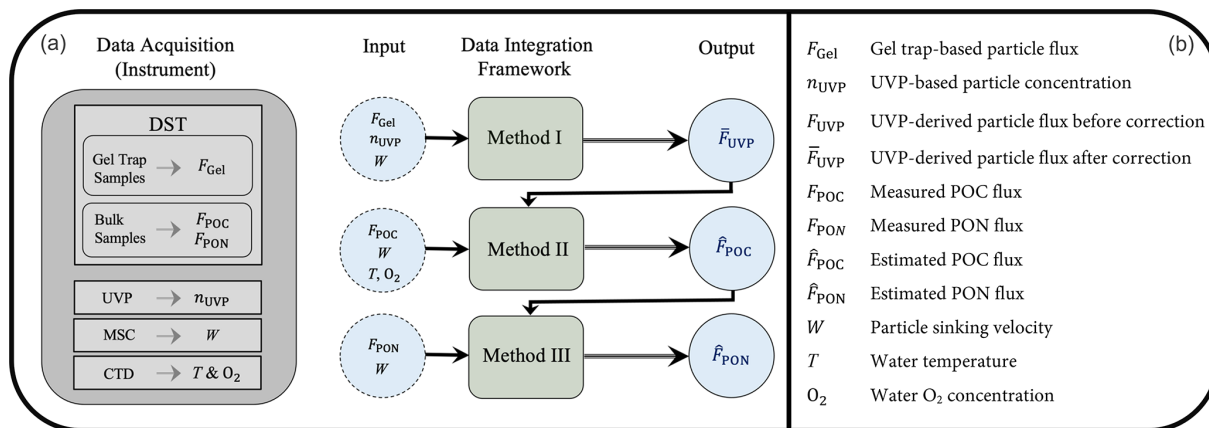 (a)
Data Acquisition
(Instrument)
DST
Gel Trap
Samples
F_Gel
Bulk
Samples
F_POC
F_PON
UVP
n_UVP
MSC
W
CTD
T & O₂
Input
Data Integration
Framework
Output
F_Gel
n_UVP
W
Method I
F̅_UVP
F_POC
W
T, O₂
Method II
F̂_POC
F_PON
W
Method III
F̂_PON
(b)
F_Gel Gel trap-based particle flux
n_UVP UVP-based particle concentration
F_UVP UVP-derived particle flux before correction
F̅_UVP UVP-derived particle flux after correction
F_POC Measured POC flux
F_PON Measured PON flux
F̂_POC Estimated POC flux
F̂_PON Estimated PON flux
W Particle sinking velocity
T Water temperature
O₂ Water O₂ concentration